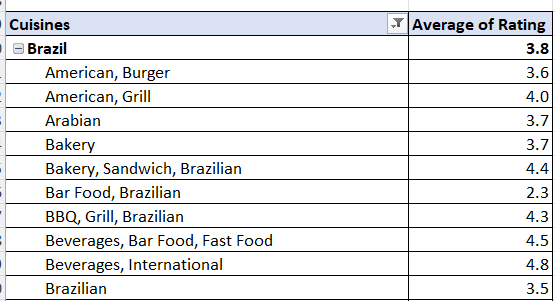 Cuisines Average of Rating
Brazil 3.8
American, Burger 3.6
American, Grill 4.0
Arabian 3.7
Bakery 3.7
Bakery, Sandwich, Brazilian 4.4
Bar Food, Brazilian 2.3
BBQ, Grill, Brazilian 4.3
Beverages, Bar Food, Fast Food 4.5
Beverages, International 4.8
Brazilian 3.5